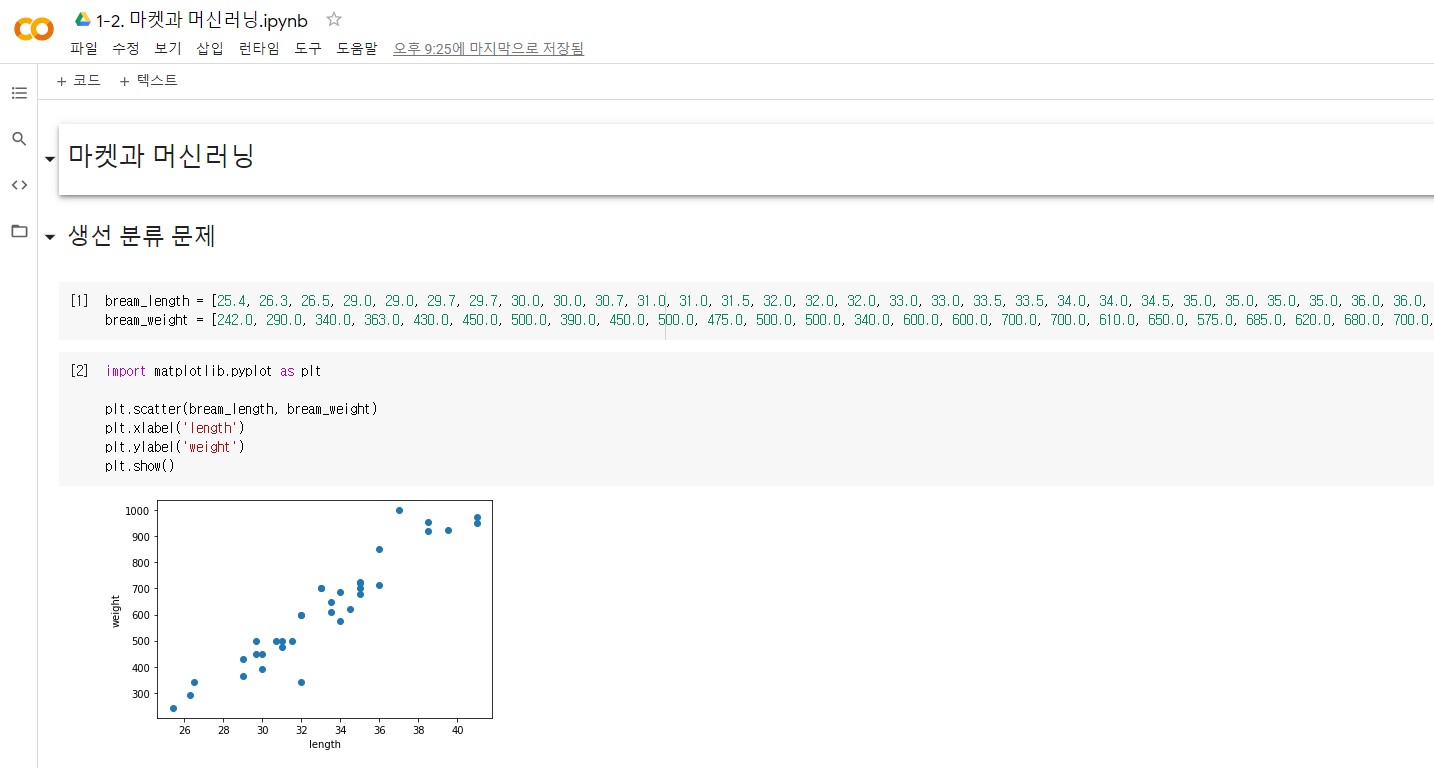 1-2. 마켓과 머신러닝.ipynb
파일 수정 보기 삽입 런타임 도구 도움말 오후 9:25에 마지막으로 저장됨
+ 코드 + 텍스트
마켓과 머신러닝
생선 분류 문제
[1] bream_length = [25.4, 26.3, 26.5, 29.0, 29.0, 29.7, 29.7, 30.0, 30.0, 30.7, 31.0, 31.0, 31.5, 32.0, 32.0, 32.0, 33.0, 33.0, 33.5, 33.5, 34.0, 34.0, 34.5, 35.0, 35.0, 35.0, 35.0, 36.0, 36.0,
bream_weight = [242.0, 290.0, 340.0, 363.0, 430.0, 450.0, 500.0, 390.0, 450.0, 500.0, 475.0, 500.0, 500.0, 340.0, 600.0, 600.0, 700.0, 700.0, 610.0, 650.0, 575.0, 685.0, 620.0, 680.0, 700.0,
[2] import matplotlib.pyplot as plt
plt.scatter(bream_length, bream_weight)
plt.xlabel('length')
plt.ylabel('weight')
plt.show()
1000
900
800
700
600
500
400
300
weight
26 28 30 32 34 36 38 40
length